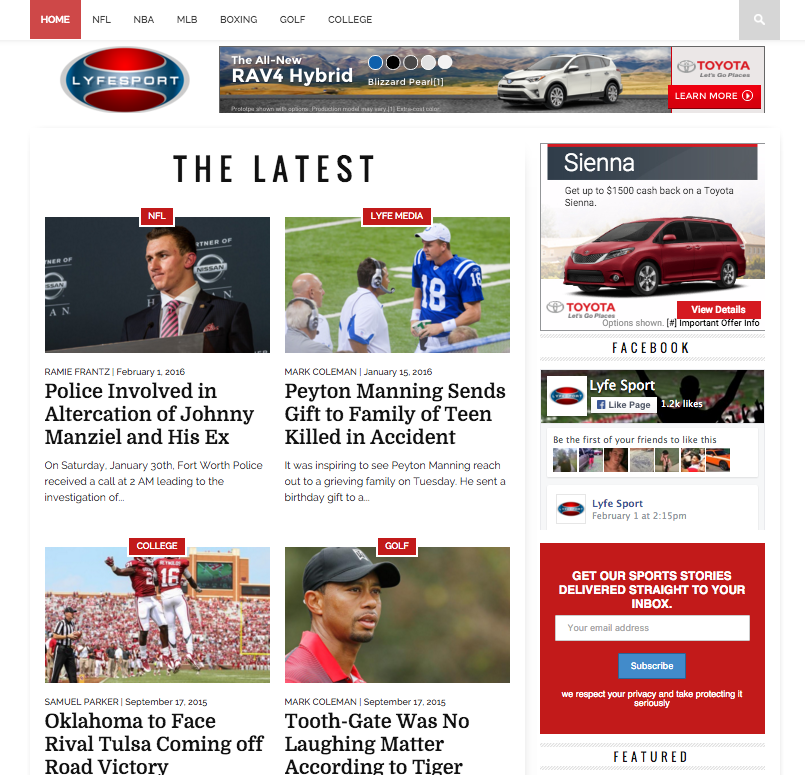 HOME NFL NBA MLB BOXING GOLF COLLEGE
LYFESPORT
The All-New
RAV4 Hybrid
Blizzard Pearl[1]
Prototype shown with options. Production model may vary.[1] Extra-cost color.
TOYOTA
Let's Go Places
LEARN MORE
THE LATEST
NFL
NISSAN
NISSAN
RAMIE FRANTZ | February 1, 2016
Police Involved in
Altercation of Johnny
Manziel and His Ex
On Saturday, January 30th, Fort Worth Police
received a call at 2 AM leading to the
investigation of...
LYFE MEDIA
18
MARK COLEMAN | January 15, 2016
Peyton Manning Sends
Gift to Family of Teen
Killed in Accident
It was inspiring to see Peyton Manning reach
out to a grieving family on Tuesday. He sent a
birthday gift to a...
COLLEGE
REYNOLDS
16
SAMUEL PARKER | September 17, 2015
Oklahoma to Face
Rival Tulsa Coming off
Road Victory
GOLF
MARK COLEMAN | September 17, 2015
Tooth-Gate Was No
Laughing Matter
According to Tiger
Sienna
Get up to $1500 cash back on a Toyota
Sienna.
TOYOTA
Let's Go Places
View Details
Options shown. [#] Important Offer Info
FACEBOOK
Lyfe Sport
Like Page
1.2k likes
Be the first of your friends to like this
Lyfe Sport
February 1 at 2:15pm
GET OUR SPORTS STORIES
DELIVERED STRAIGHT TO YOUR
INBOX.
Your email address
Subscribe
we respect your privacy and take protecting it
seriously
FEATURED